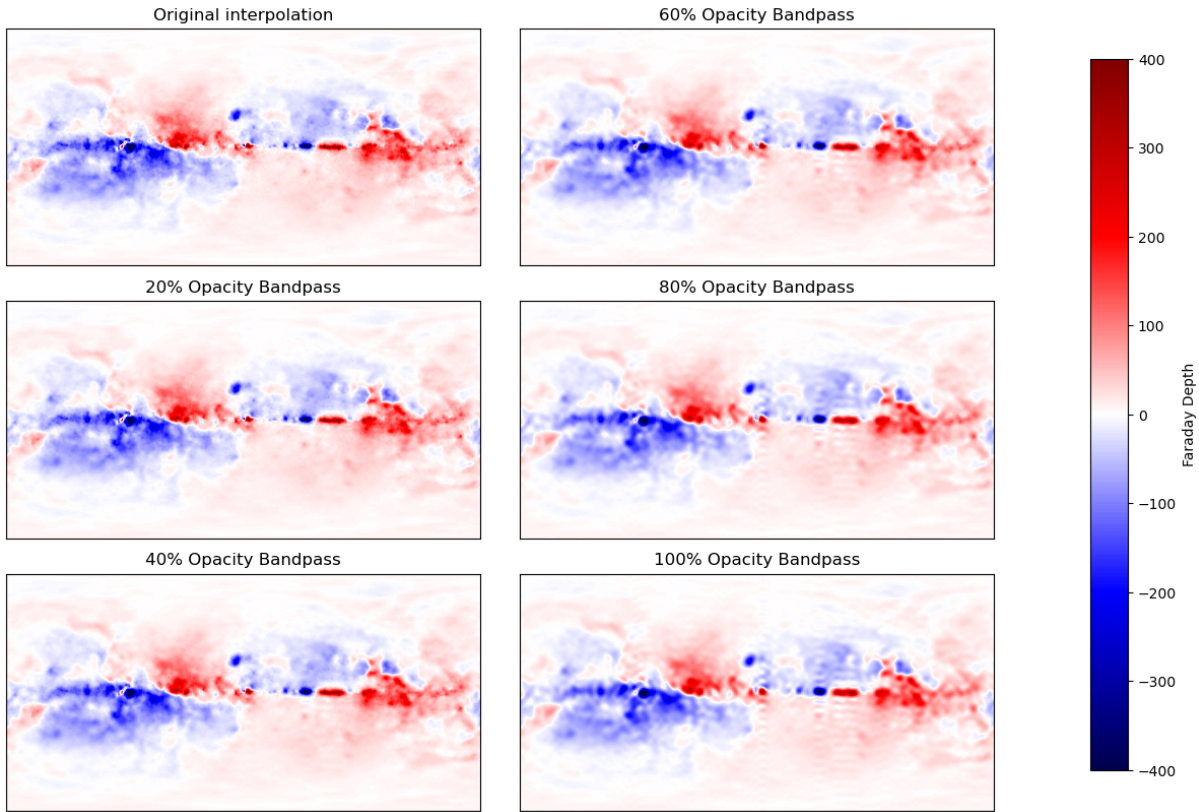 Original interpolation
60% Opacity Bandpass
20% Opacity Bandpass
80% Opacity Bandpass
40% Opacity Bandpass
100% Opacity Bandpass
400
300
200
100
0
−100
−200
−300
−400
Faraday Depth